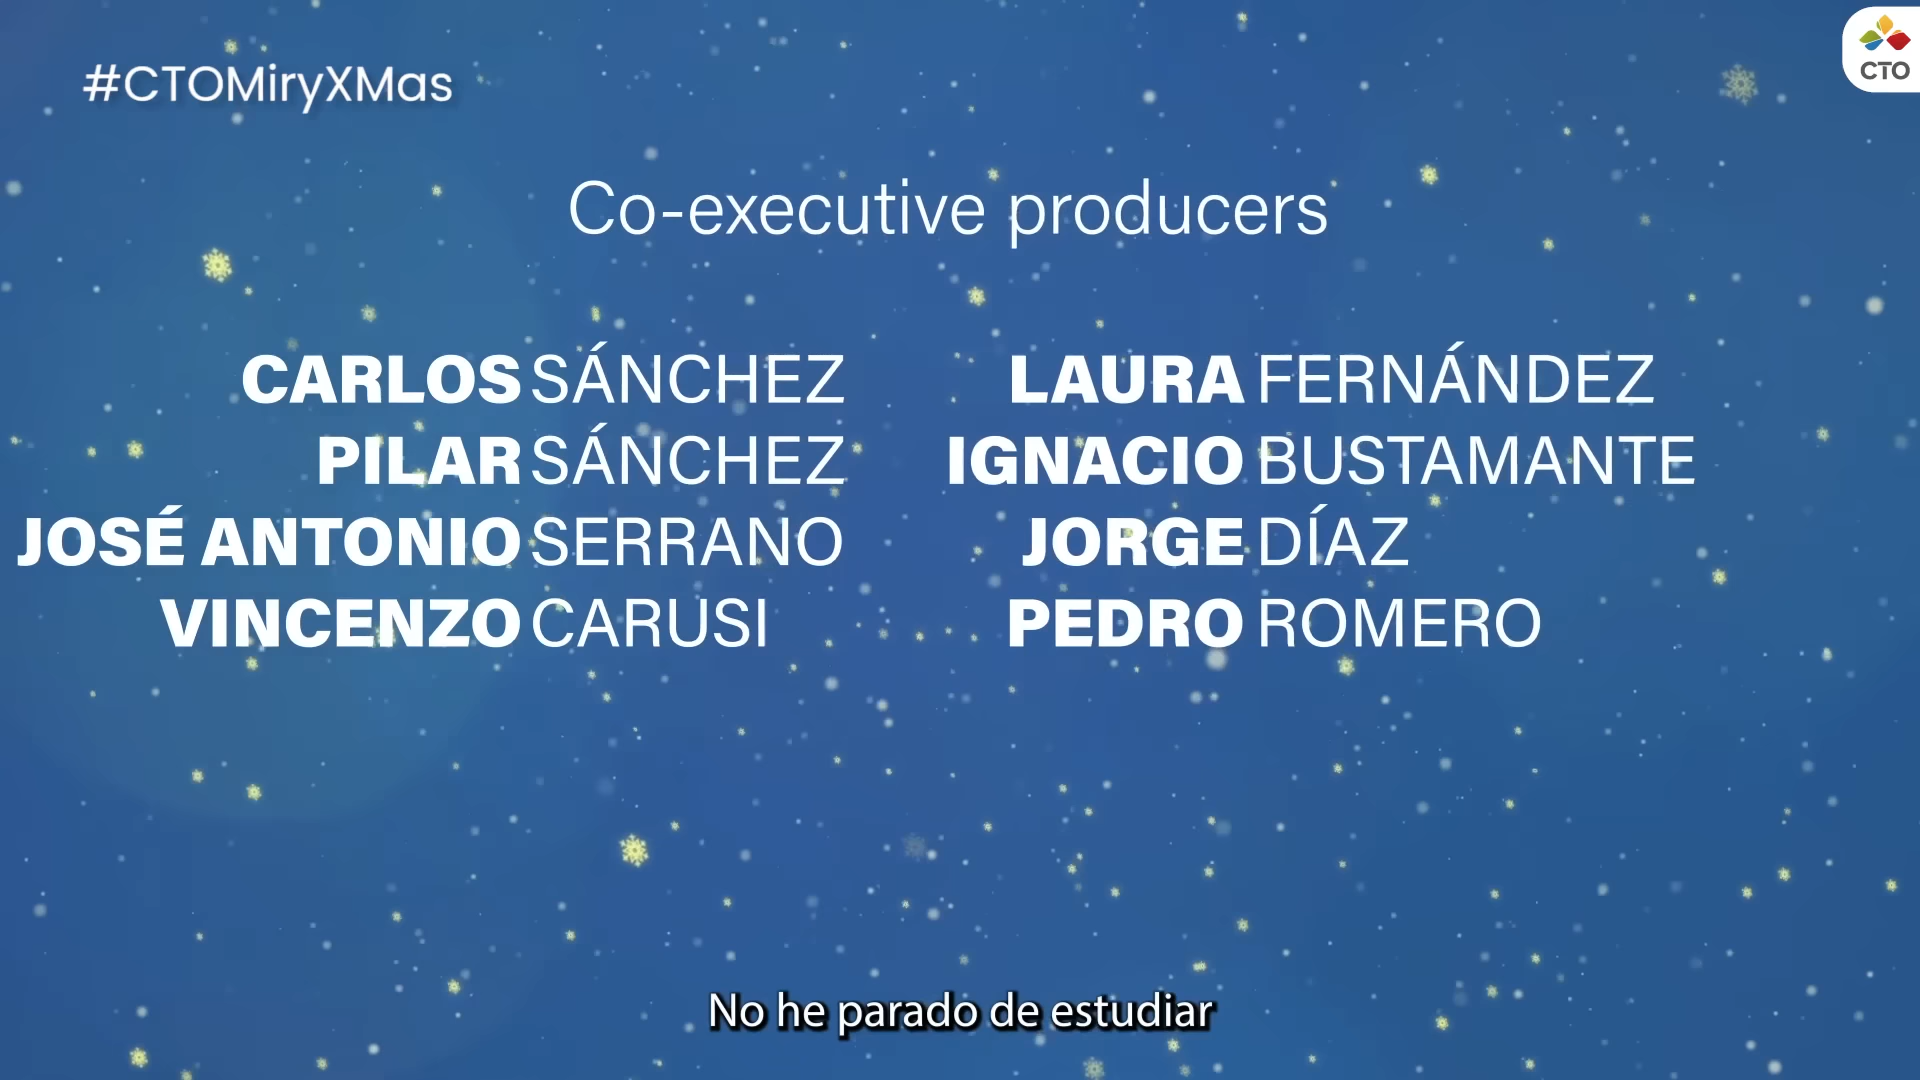 #CTOMiryXMas
CTO
Co-executive producers
CARLOS SÁNCHEZ
PILAR SÁNCHEZ
JOSÉ ANTONIO SERRANO
VINCENZO CARUSI
LAURA FERNÁNDEZ
IGNACIO BUSTAMANTE
JORGE DÍAZ
PEDRO ROMERO
No he parado de estudiar